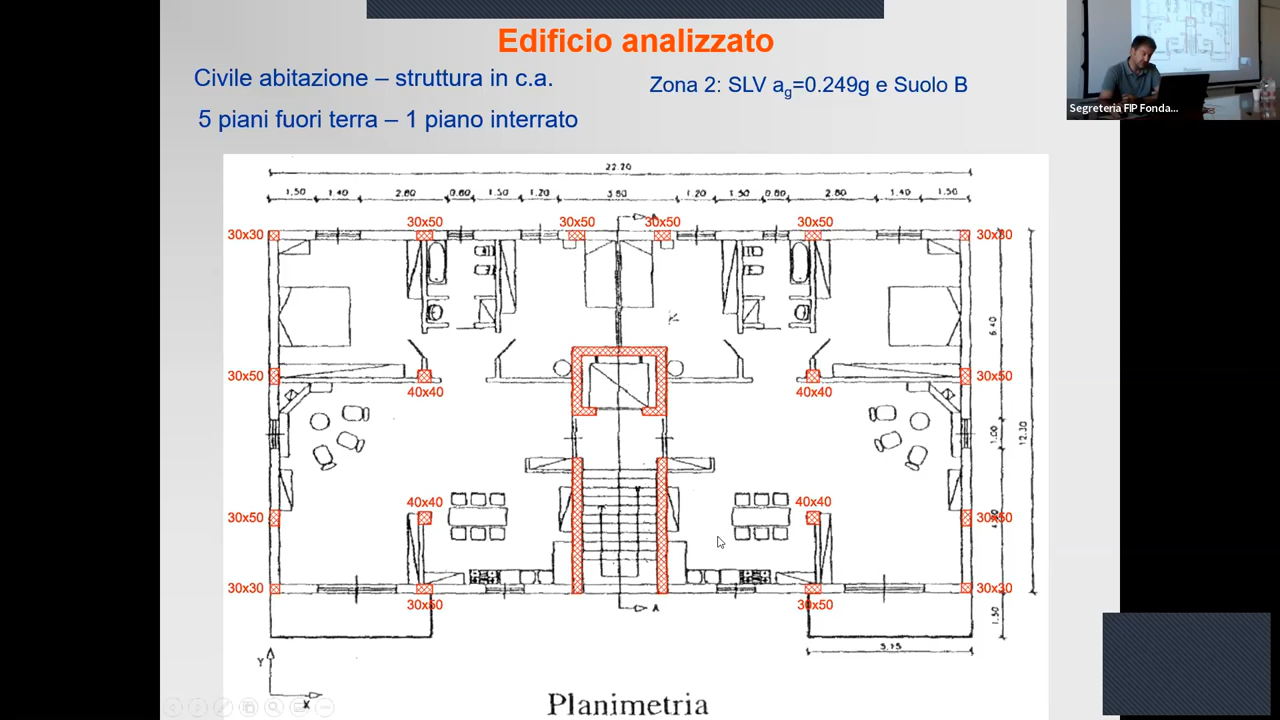 Edificio analizzato
Civile abitazione – struttura in c.a.
Zona 2: SLV ag=0.249g e Suolo B
5 piani fuori terra – 1 piano interrato
Segreteria FIP Fonda...
22.20
1.50 1.40 2.80 0.60 1.50 1.20 3.80 1.20 1.50 0.60 2.80 1.40 1.50
30x50 30x50 30x50 30x50
30x30 30x30
6.40
30x50 30x50
40x40 40x40
1.00
12.30
40x40 40x40
30x50 30x50
30x30 30x30
30x50 30x50
A
1.50
5.15
Y
X
Planimetria